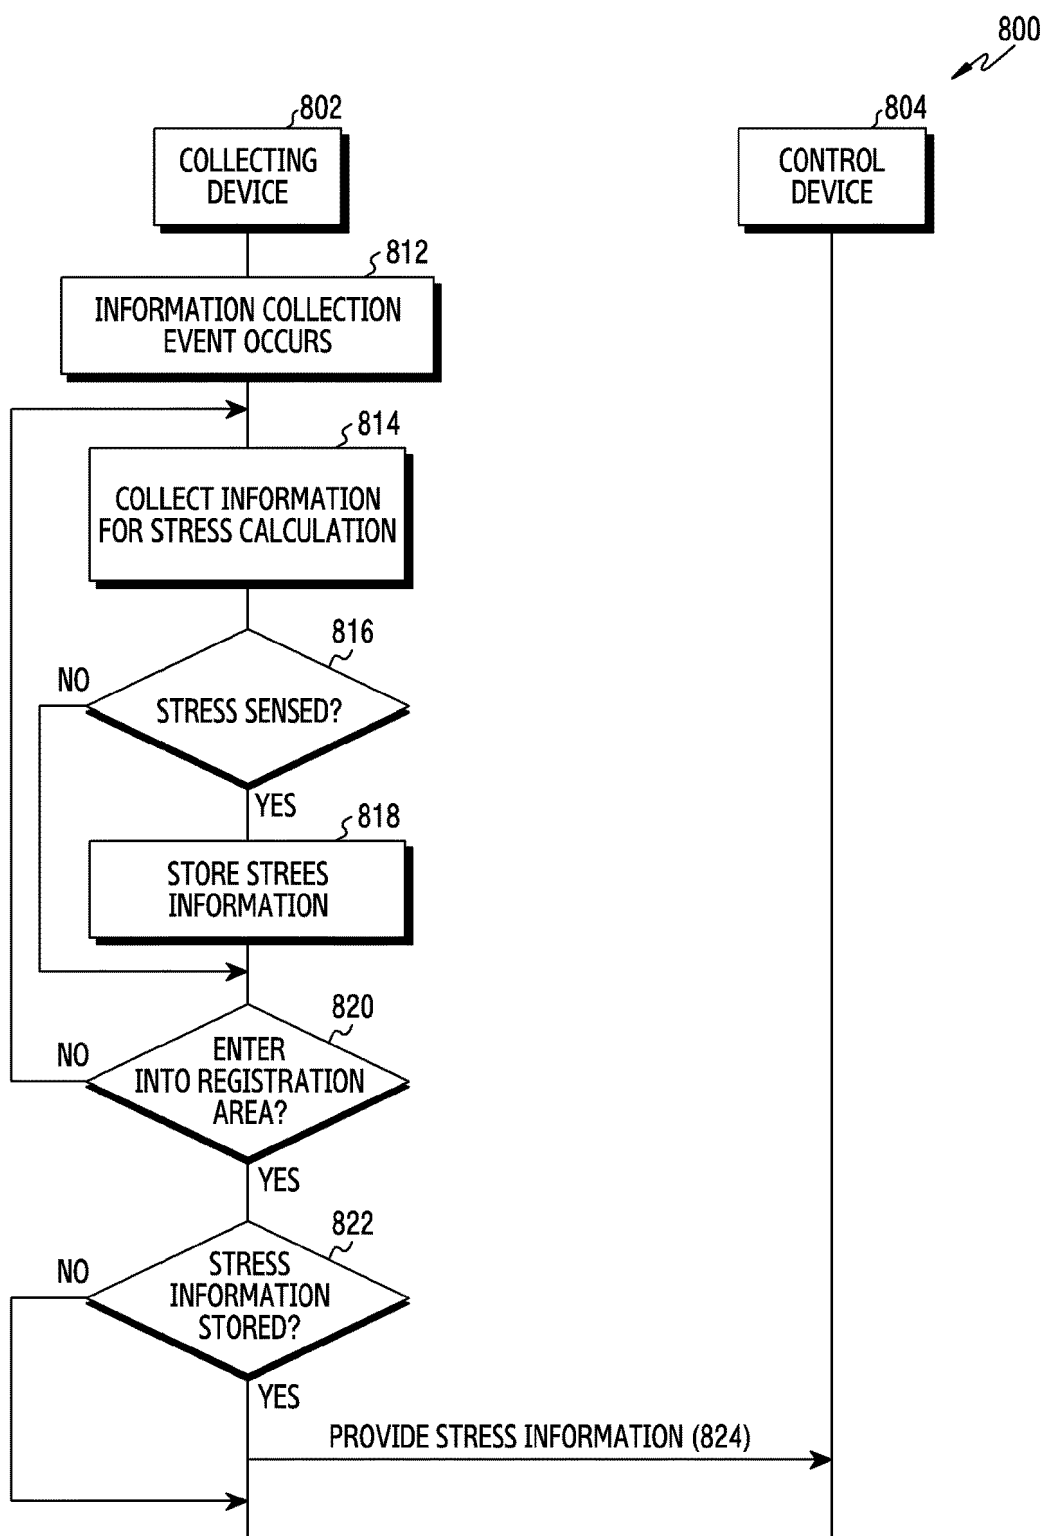 800
802
COLLECTING
DEVICE
804
CONTROL
DEVICE
812
INFORMATION COLLECTION
EVENT OCCURS
814
COLLECT INFORMATION
FOR STRESS CALCULATION
816
NO
STRESS SENSED?
YES
818
STORE STREES
INFORMATION
820
NO
ENTER
INTO REGISTRATION
AREA?
YES
822
NO
STRESS
INFORMATION
STORED?
YES
PROVIDE STRESS INFORMATION (824)